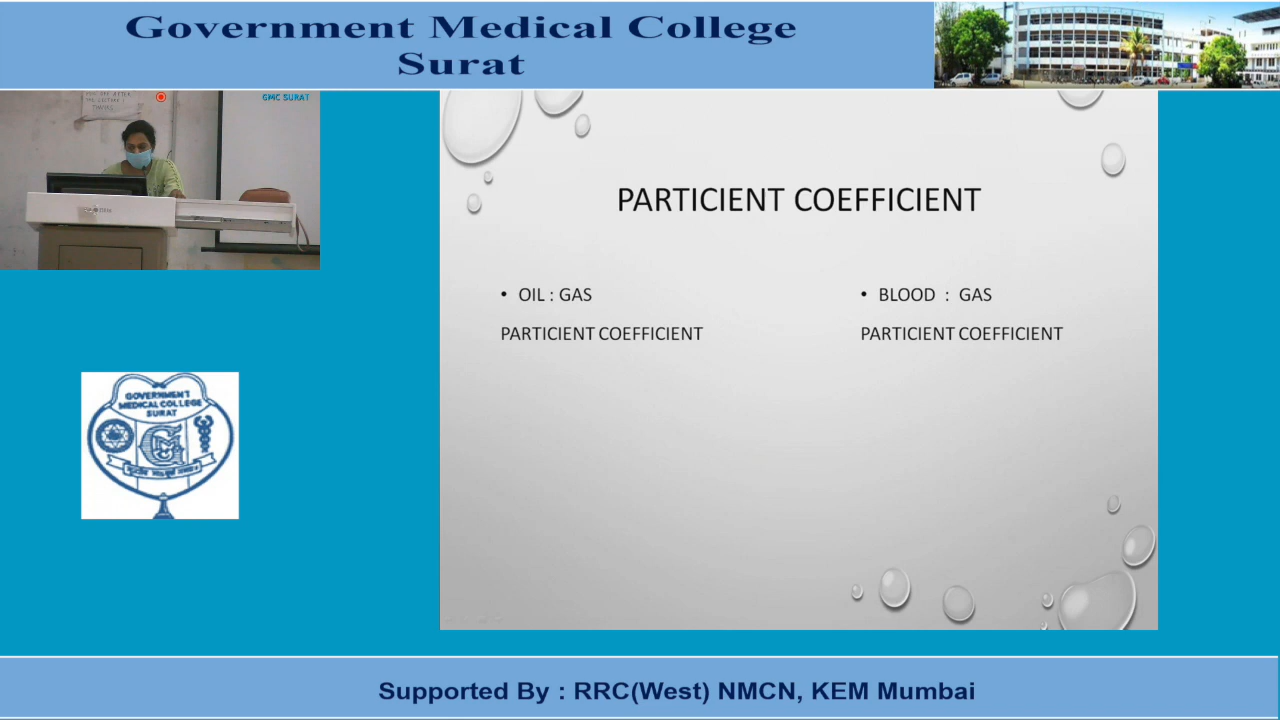 Government Medical College
Surat
GMC SURAT
PARTICIENT COEFFICIENT
• OIL : GAS
PARTICIENT COEFFICIENT
• BLOOD : GAS
PARTICIENT COEFFICIENT
GOVERNMENT
MEDICAL COLLEGE
SURAT
Supported By : RRC(West) NMCN, KEM Mumbai